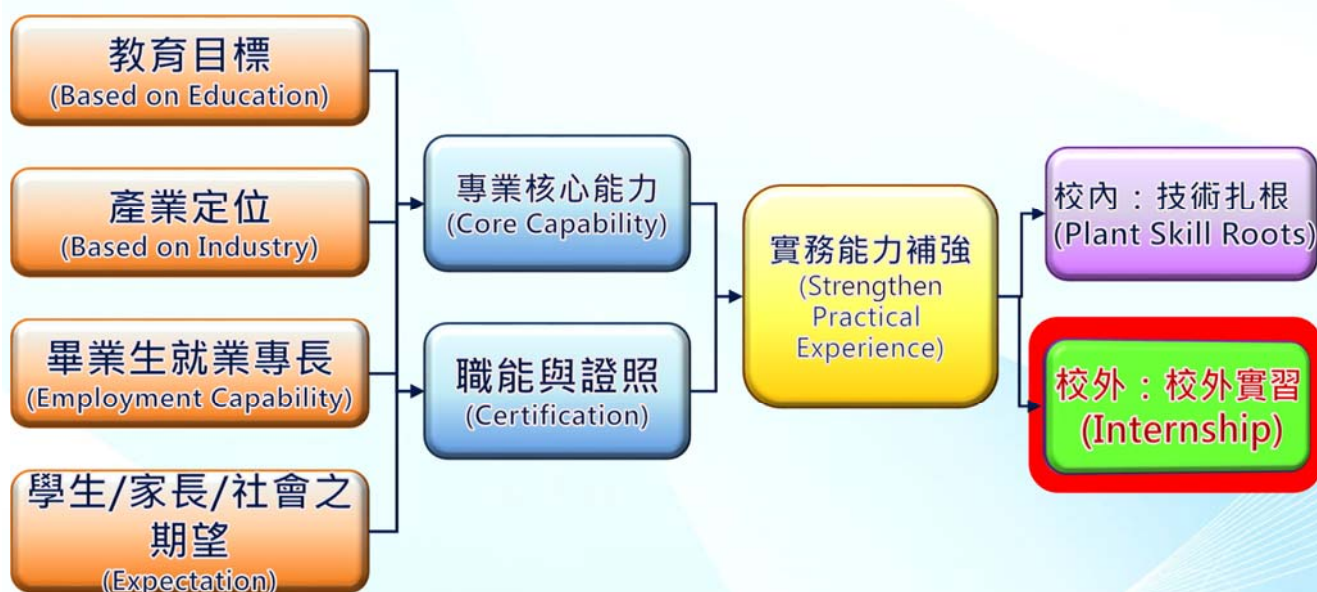 教育目標
(Based on Education)
產業定位
(Based on Industry)
畢業生就業專長
(Employment Capability)
學生/家長/社會之
期望
(Expectation)
專業核心能力
(Core Capability)
職能與證照
(Certification)
實務能力補強
(Strengthen
Practical
Experience)
校內：技術扎根
(Plant Skill Roots)
校外：校外實習
(Internship)